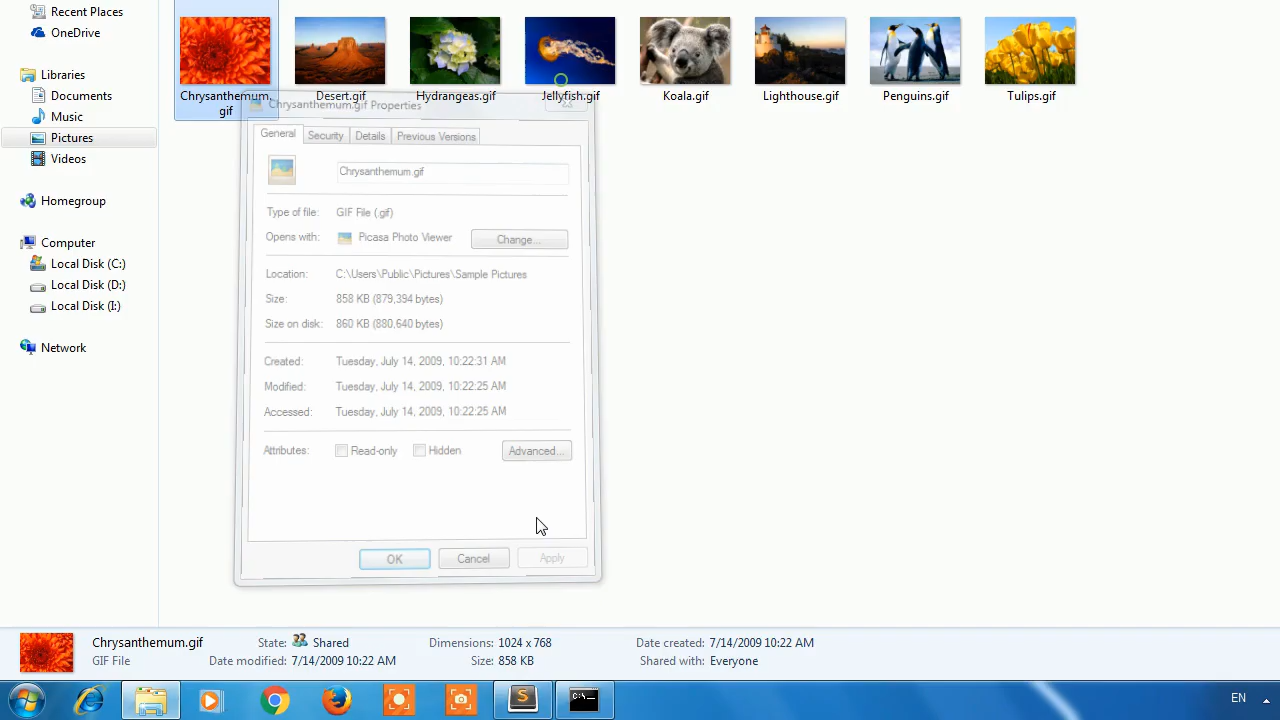 Recent Places
OneDrive
Libraries
Documents
Music
Pictures
Videos
Homegroup
Computer
Local Disk (C:)
Local Disk (D:)
Local Disk (I:)
Network
Chrysanthemum.
gif
Desert.gif
Hydrangeas.gif
Jellyfish.gif
Koala.gif
Lighthouse.gif
Penguins.gif
Tulips.gif
Chrysanthemum.gif Properties
General Security Details Previous Versions
Chrysanthemum.gif
Type of file: GIF File (.gif)
Opens with: Picasa Photo Viewer Change...
Location: C:\Users\Public\Pictures\Sample Pictures
Size: 858 KB (879,394 bytes)
Size on disk: 860 KB (880,640 bytes)
Created: Tuesday, July 14, 2009, 10:22:31 AM
Modified: Tuesday, July 14, 2009, 10:22:25 AM
Accessed: Tuesday, July 14, 2009, 10:22:25 AM
Attributes: Read-only Hidden Advanced...
OK Cancel Apply
Chrysanthemum.gif State: Shared Dimensions: 1024 x 768 Date created: 7/14/2009 10:22 AM
GIF File Date modified: 7/14/2009 10:22 AM Size: 858 KB Shared with: Everyone
S C:\. EN